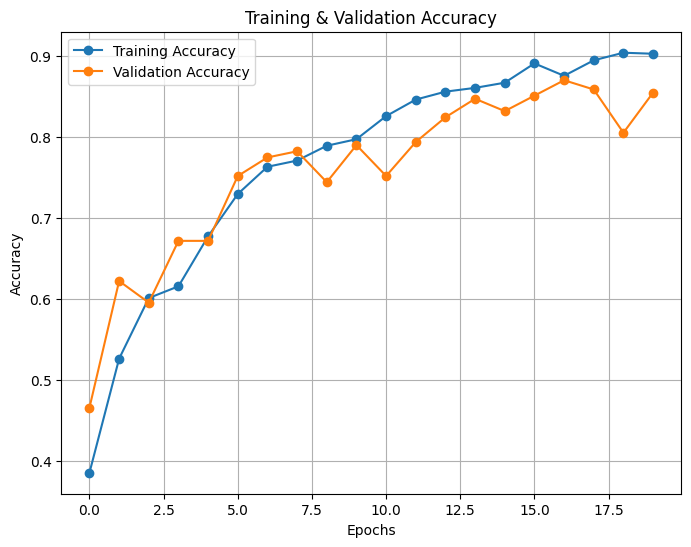 Training & Validation Accuracy
Training Accuracy
Validation Accuracy
Accuracy
0.9
0.8
0.7
0.6
0.5
0.4
0.0 2.5 5.0 7.5 10.0 12.5 15.0 17.5
Epochs